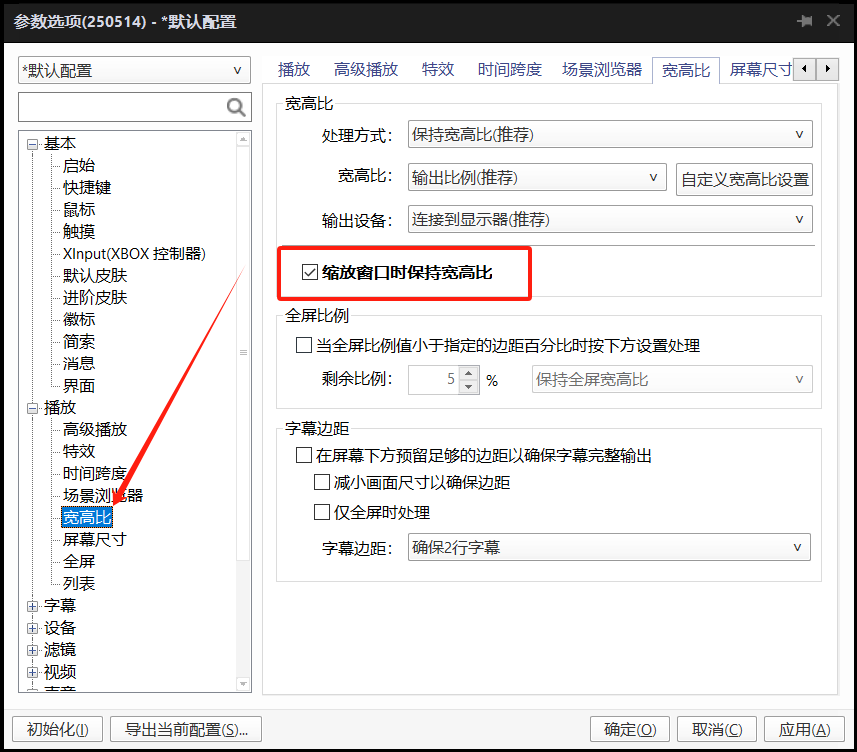 参数选项(250514) - *默认配置
*默认配置
基本
启始
快捷键
鼠标
触摸
XInput(XBOX 控制器)
默认皮肤
进阶皮肤
徽标
简索
消息
界面
播放
高级播放
特效
时间跨度
场景浏览器
宽高比
屏幕尺寸
全屏
列表
字幕
设备
滤镜
视频
声音
播放 高级播放 特效 时间跨度 场景浏览器 宽高比 屏幕尺寸
宽高比
处理方式: 保持宽高比(推荐)
宽高比: 输出比例(推荐) 自定义宽高比设置
输出设备: 连接到显示器(推荐)
缩放窗口时保持宽高比
全屏比例
当全屏比例值小于指定的边距百分比时按下方设置处理
剩余比例: 5 % 保持全屏宽高比
字幕边距
在屏幕下方预留足够的边距以确保字幕完整输出
减小画面尺寸以确保边距
仅全屏时处理
字幕边距: 确保2行字幕
初始化(I) 导出当前配置(S)... 确定(O) 取消(C) 应用(A)